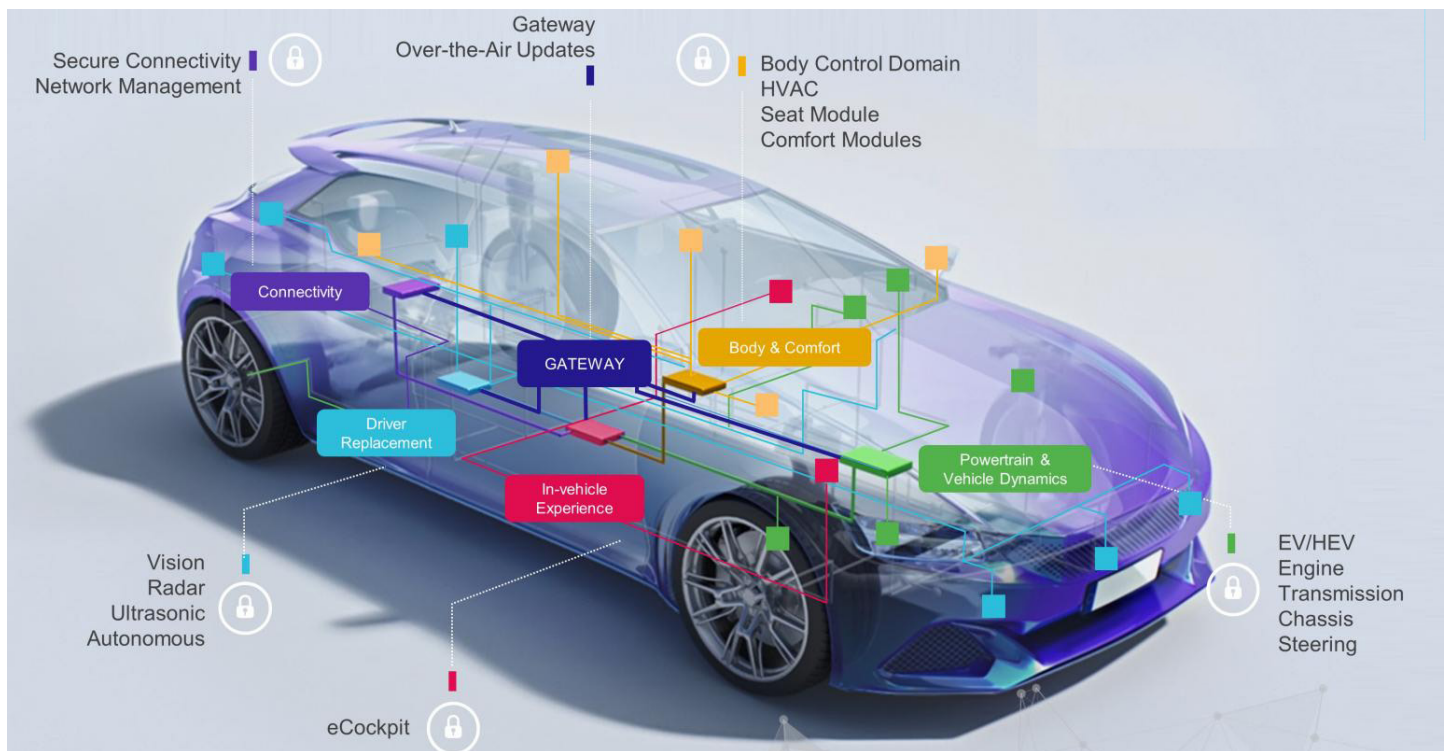 Secure Connectivity
Network Management
Gateway
Over-the-Air Updates
Body Control Domain
HVAC
Seat Module
Comfort Modules
Connectivity
GATEWAY
Body & Comfort
Driver
Replacement
In-vehicle
Experience
Powertrain &
Vehicle Dynamics
Vision
Radar
Ultrasonic
Autonomous
eCockpit
EV/HEV
Engine
Transmission
Chassis
Steering